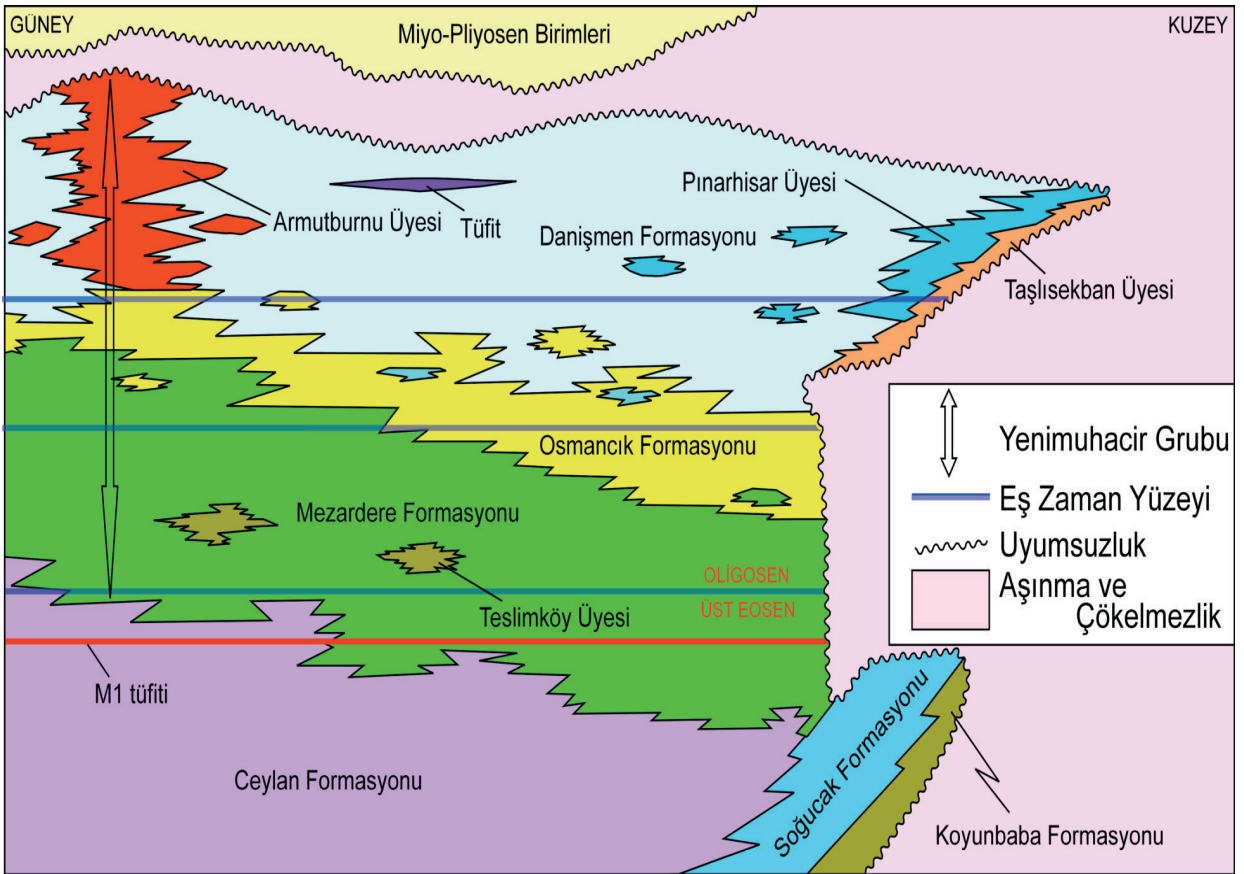 GÜNEY
KUZEY
Miyo-Pliyosen Birimleri
Pınarhisar Üyesi
Armutburnu Üyesi
Tüfit
Danişmen Formasyonu
Taşlısekban Üyesi
Yenimuhacir Grubu
Osmancık Formasyonu
Eş Zaman Yüzeyi
Mezardere Formasyonu
Uyumsuzluk
OLİGOSEN
Aşınma ve
Çökelmezlik
ÜST EOSEN
Teslimköy Üyesi
M1 tüfiti
Soğucak Formasyonu
Ceylan Formasyonu
Koyunbaba Formasyonu